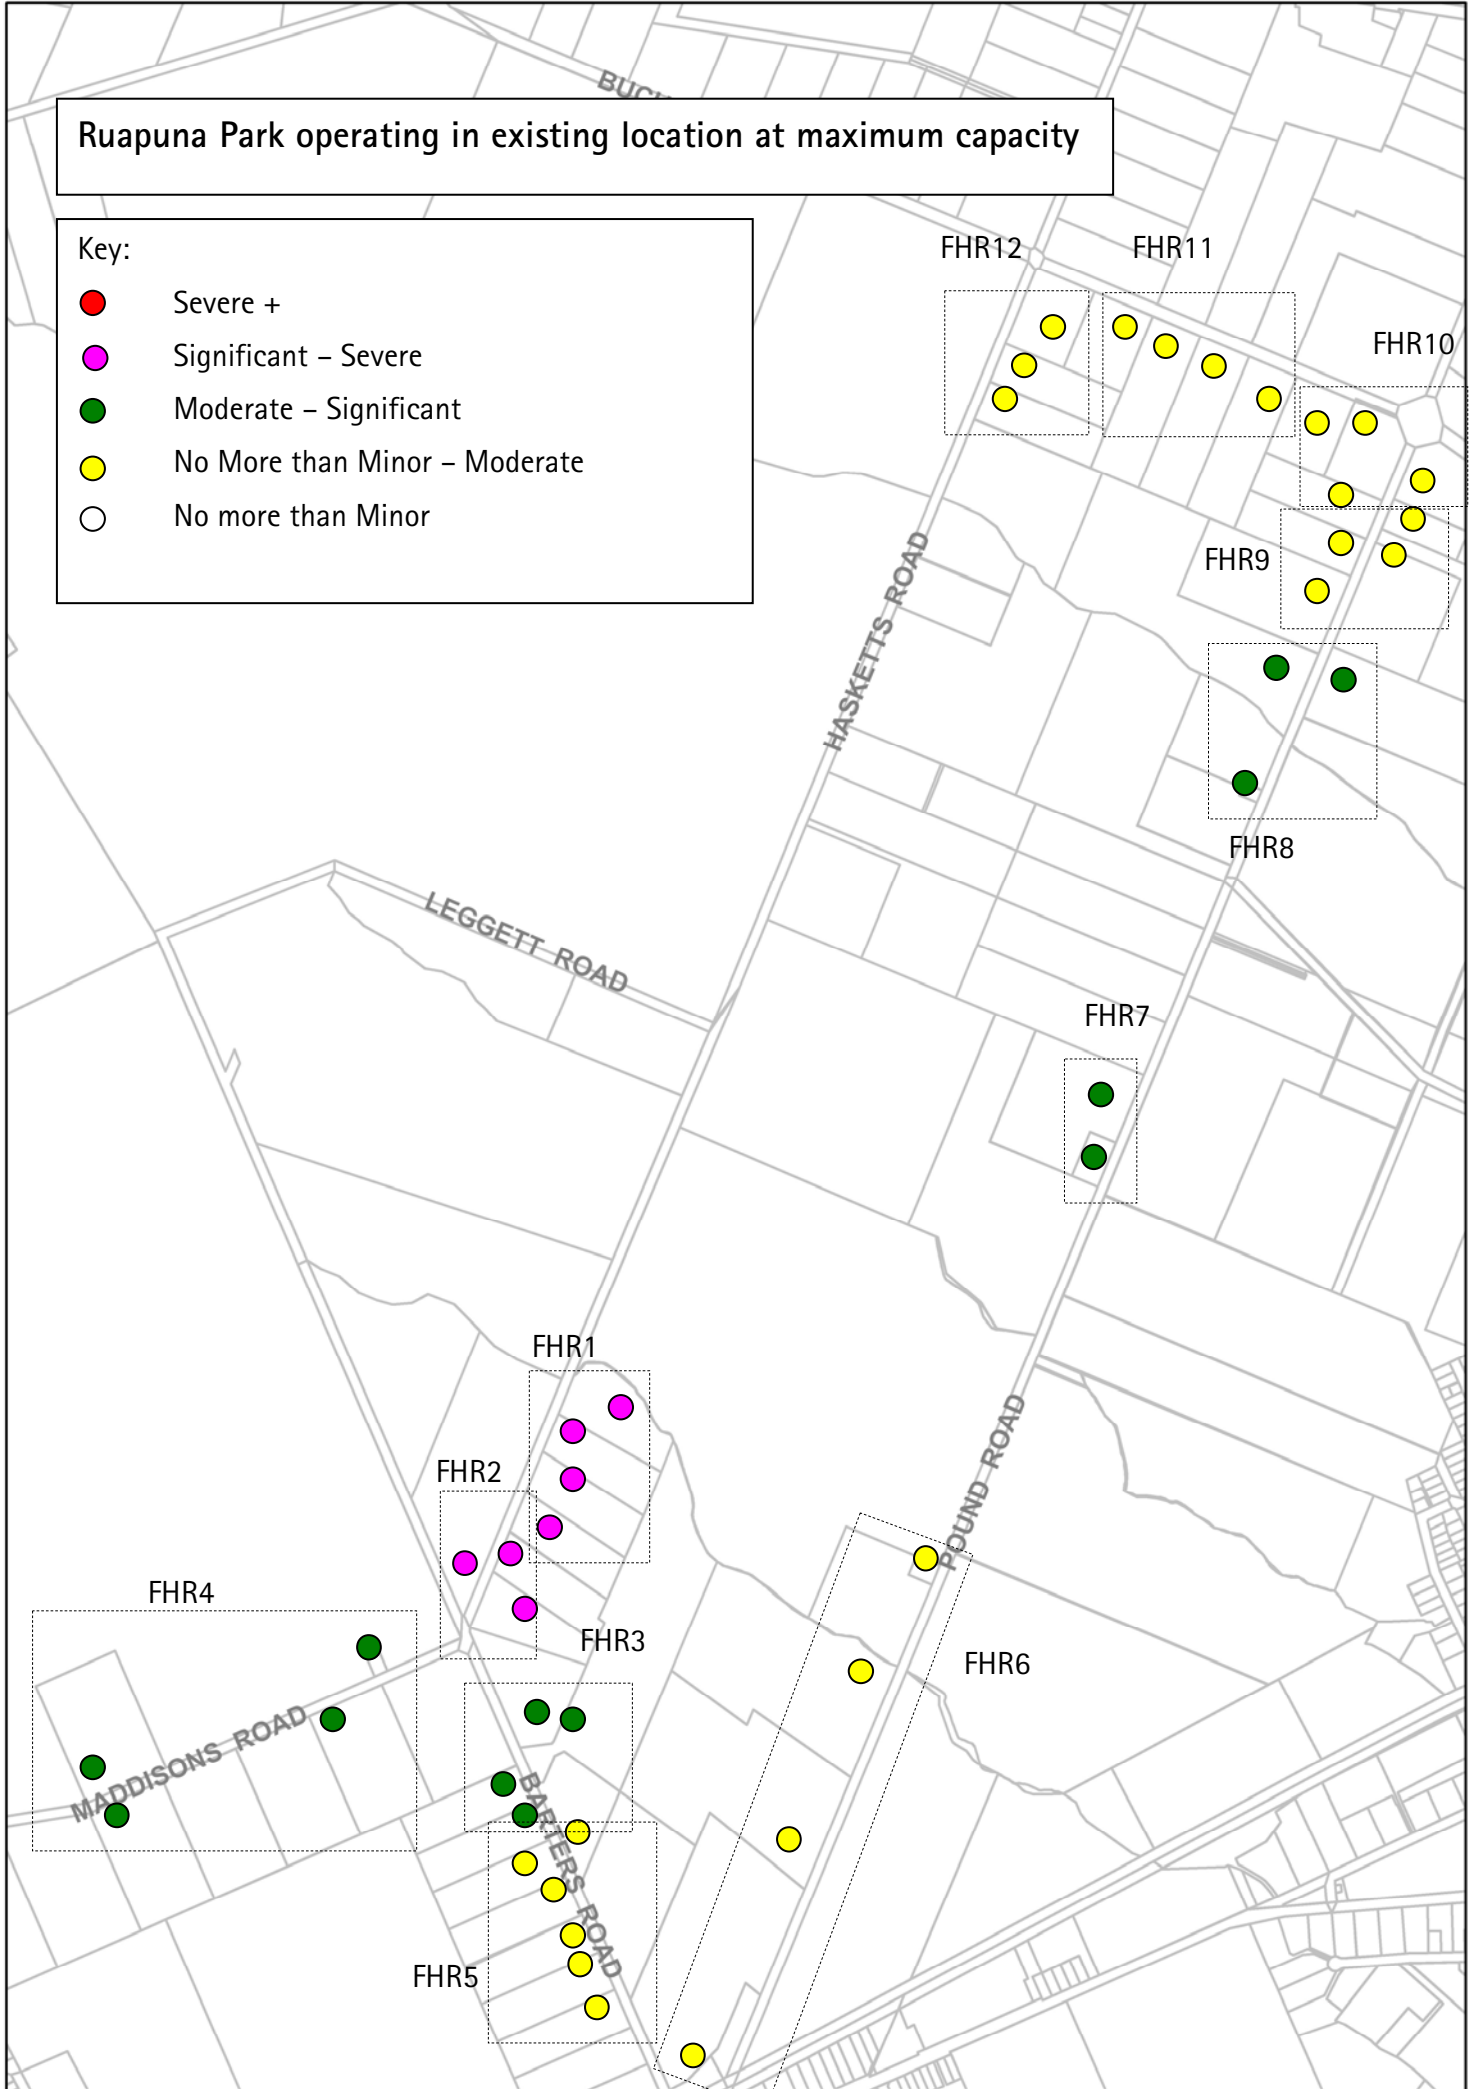 Ruapuna Park operating in existing location at maximum capacity
Key:
Severe +
Significant – Severe
Moderate – Significant
No More than Minor – Moderate
No more than Minor
FHR12
FHR11
FHR10
FHR9
HASKETTS ROAD
FHR8
LEGGETT ROAD
FHR7
FHR1
FHR2
POUND ROAD
FHR4
FHR3
FHR6
MADDISONS ROAD
BARTERS ROAD
FHR5